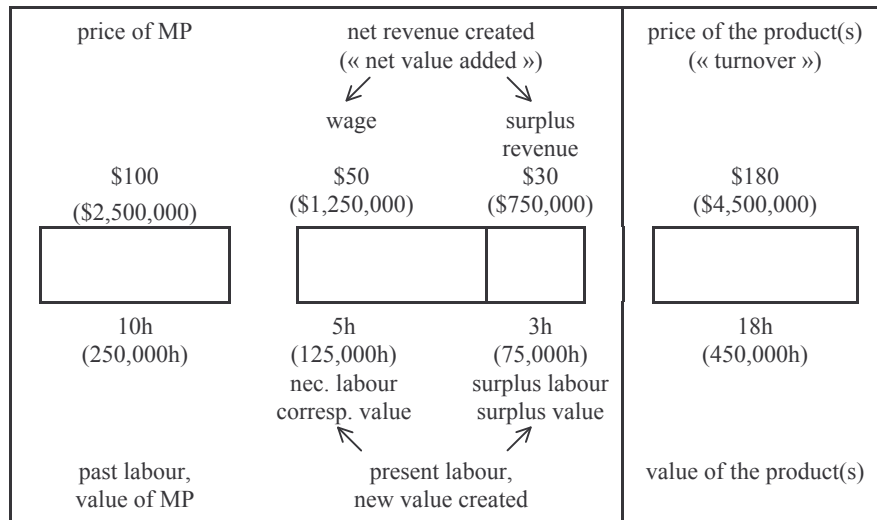 price of MP
net revenue created
(« net value added »)
price of the product(s)
(« turnover »)
wage
surplus
revenue
$100
($2,500,000)
$50
($1,250,000)
$30
($750,000)
$180
($4,500,000)
10h
(250,000h)
5h
(125,000h)
nec. labour
corresp. value
3h
(75,000h)
surplus labour
surplus value
18h
(450,000h)
past labour,
value of MP
present labour,
new value created
value of the product(s)